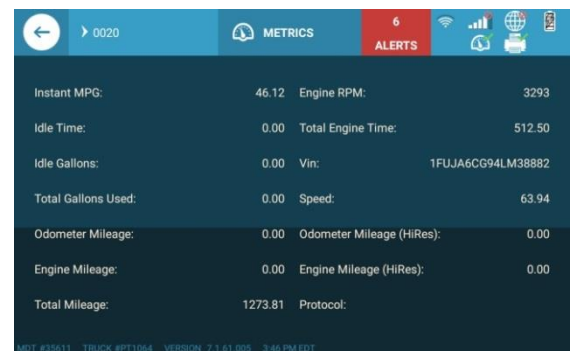 0020
METRICS
6
ALERTS
Instant MPG: 46.12 Engine RPM: 3293
Idle Time: 0.00 Total Engine Time: 512.50
Idle Gallons: 0.00 Vin: 1FUJA6CG94LM38882
Total Gallons Used: 0.00 Speed: 63.94
Odometer Mileage: 0.00 Odometer Mileage (HiRes): 0.00
Engine Mileage: 0.00 Engine Mileage (HiRes): 0.00
Total Mileage: 1273.81 Protocol:
MDT #35611 TRUCK #PT1064 VERSION 7.1.61.005 3:46 PM EDT